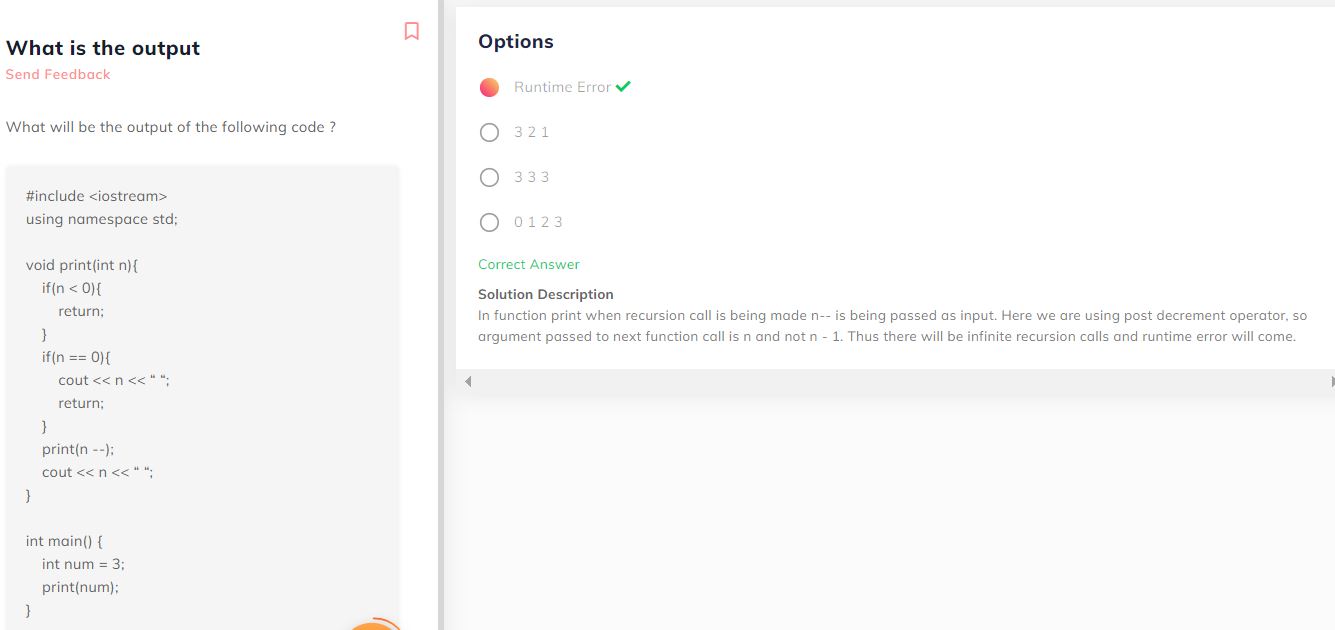 What is the output
Send Feedback
What will be the output of the following code ?
#include <iostream>
using namespace std;
void print(int n){
if(n < 0){
return;
}
if(n == 0){
cout << n << “ “;
return;
}
print(n --);
cout << n << “ “;
}
int main() {
int num = 3;
print(num);
}
Options
Runtime Error
3 2 1
3 3 3
0 1 2 3
Correct Answer
Solution Description
In function print when recursion call is being made n-- is being passed as input. Here we are using post decrement operator, so
argument passed to next function call is n and not n - 1. Thus there will be infinite recursion calls and runtime error will come.